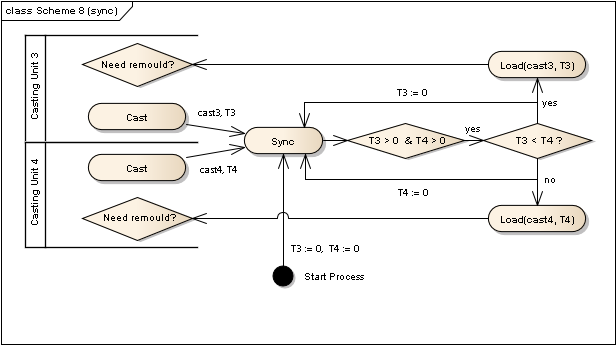 class Scheme 8 (sync)
Casting Unit 3
Need remould?
Load(cast3, T3)
T3 := 0
yes
Cast
cast3, T3
Sync
T3 > 0 & T4 > 0
yes
T3 < T4 ?
Casting Unit 4
Cast
cast4, T4
no
T4 := 0
Need remould?
Load(cast4, T4)
T3 := 0, T4 := 0
Start Process